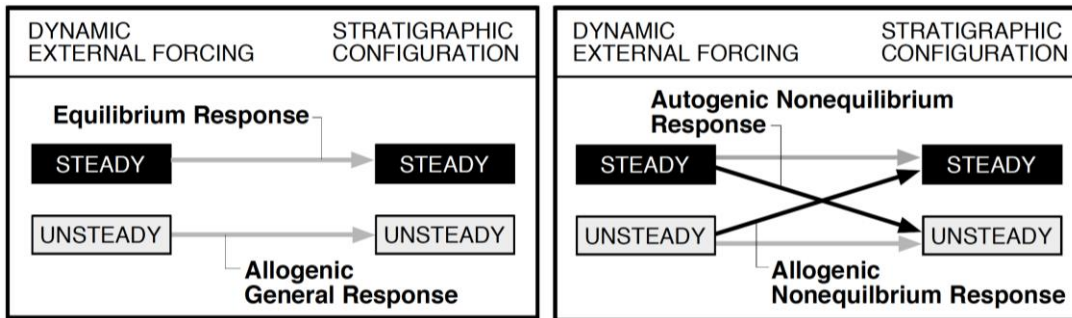 DYNAMIC
EXTERNAL FORCING
STRATIGRAPHIC
CONFIGURATION
Equilibrium Response
STEADY
STEADY
UNSTEADY
UNSTEADY
Allogenic
General Response
DYNAMIC
EXTERNAL FORCING
STRATIGRAPHIC
CONFIGURATION
Autogenic Nonequilibrium
Response
STEADY
STEADY
UNSTEADY
UNSTEADY
Allogenic
Nonequilbrium Response